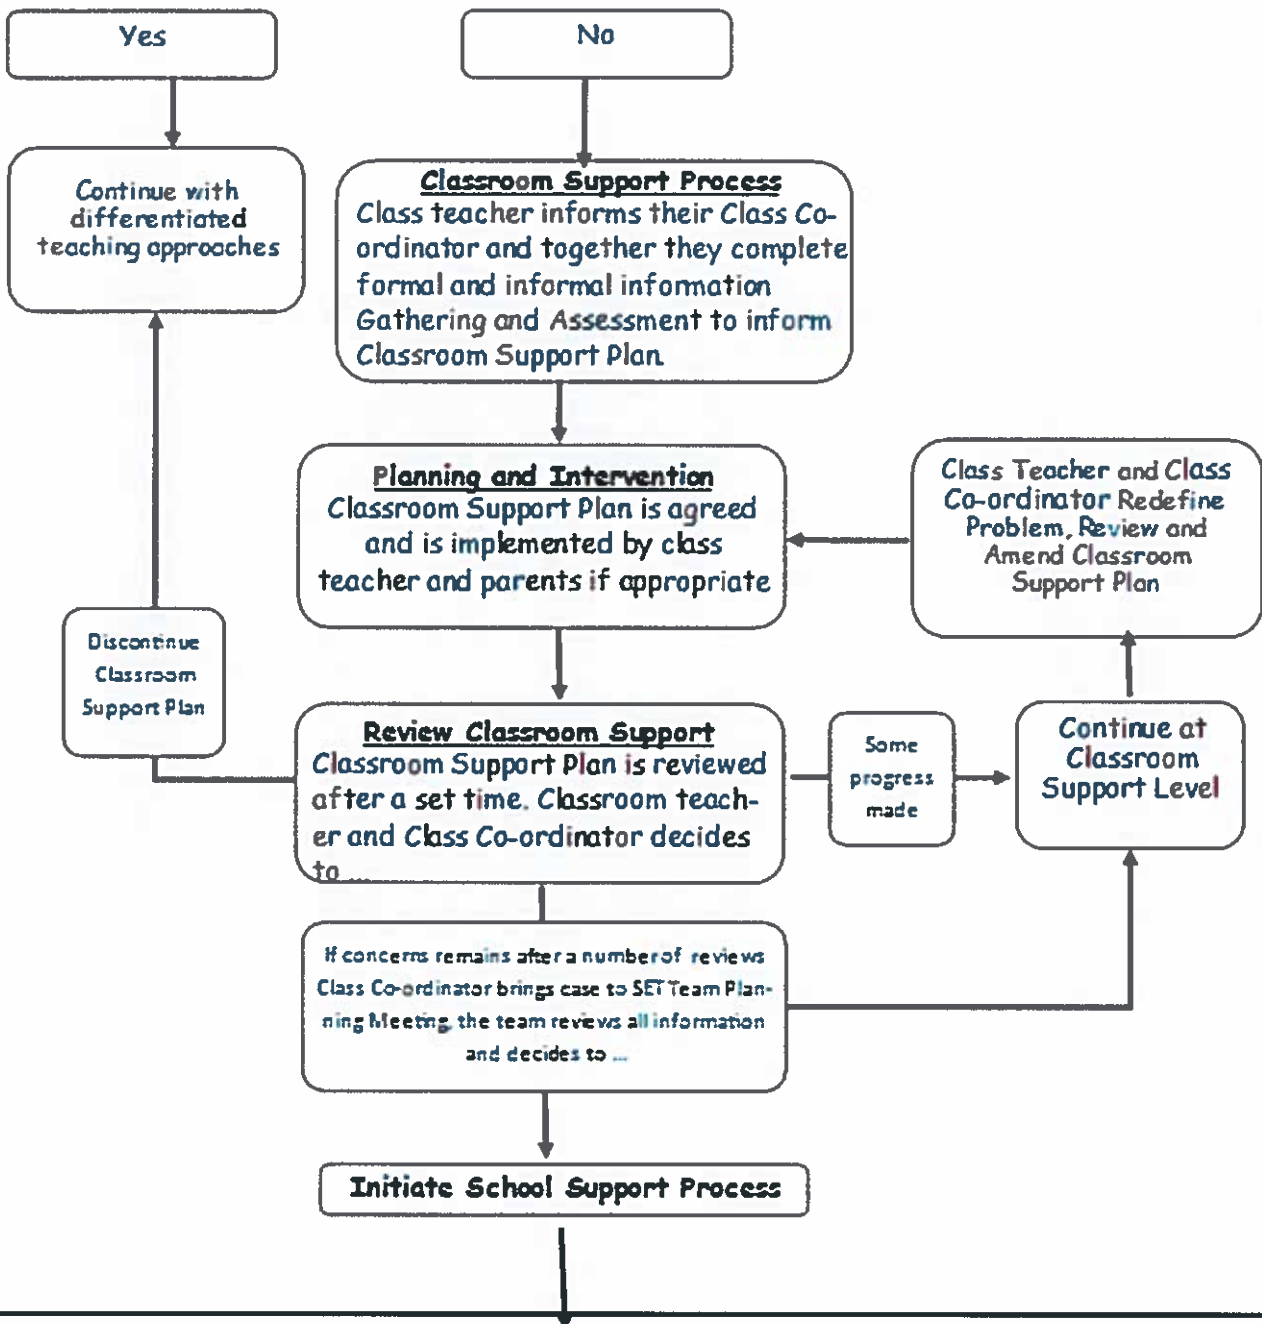 Yes
No
Continue with
differentiated
teaching approaches
Classroom Support Process
Class teacher informs their Class Co-
ordinator and together they complete
formal and informal information
Gathering and Assessment to inform
Classroom Support Plan
Planning and Intervention
Classroom Support Plan is agreed
and is implemented by class
teacher and parents if appropriate
Class Teacher and Class
Co-ordinator Redefine
Problem, Review and
Amend Classroom
Support Plan
Discontinue
Classroom
Support Plan
Review Classroom Support
Classroom Support Plan is reviewed
after a set time. Classroom teach-
er and Class Co-ordinator decides
to ...
Some
progress
made
Continue at
Classroom
Support Level
If concerns remains after a number of reviews
Class Co-ordinator brings case to SET Team Plan-
ning Meeting, the team reviews all information
and decides to ...
Initiate School Support Process